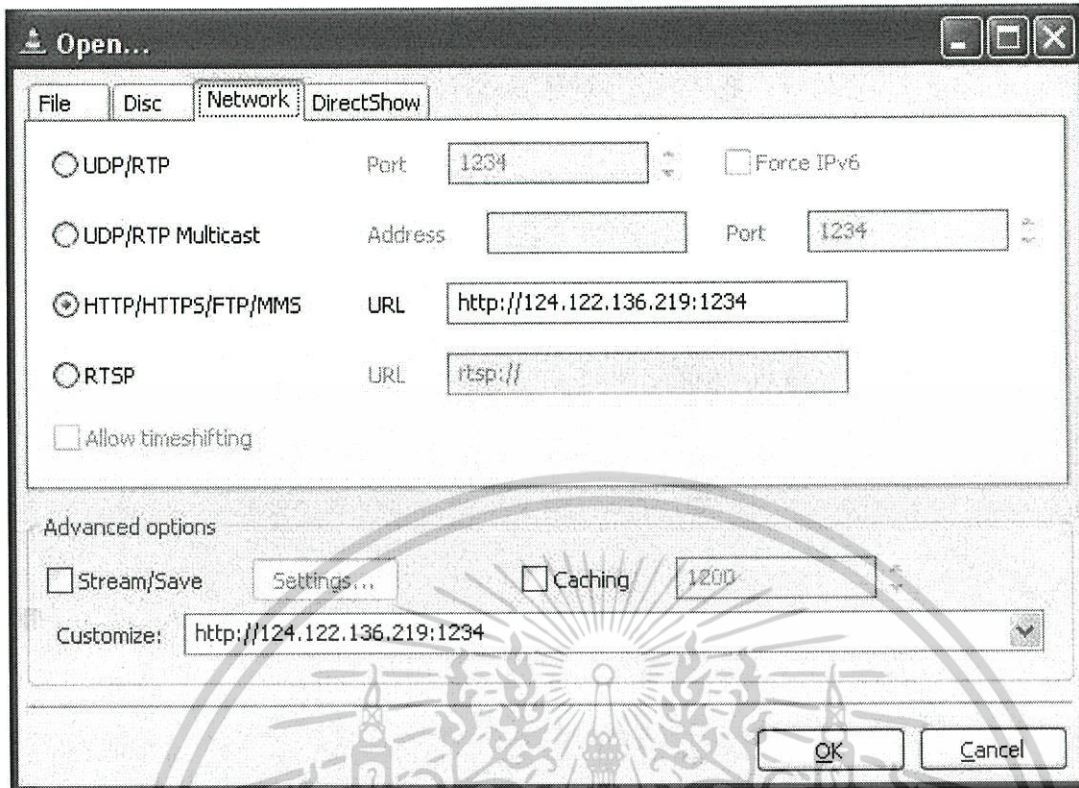 Open...
File Disc Network DirectShow
UDP/RTP Port 1234 Force IPv6
UDP/RTP Multicast Address Port 1234
HTTP/HTTPS/FTP/MMS URL http://124.122.136.219:1234
RTSP URL rtsp://
Allow timeshifting
Advanced options
Stream/Save Settings... Caching 1200
Customize: http://124.122.136.219:1234
OK Cancel